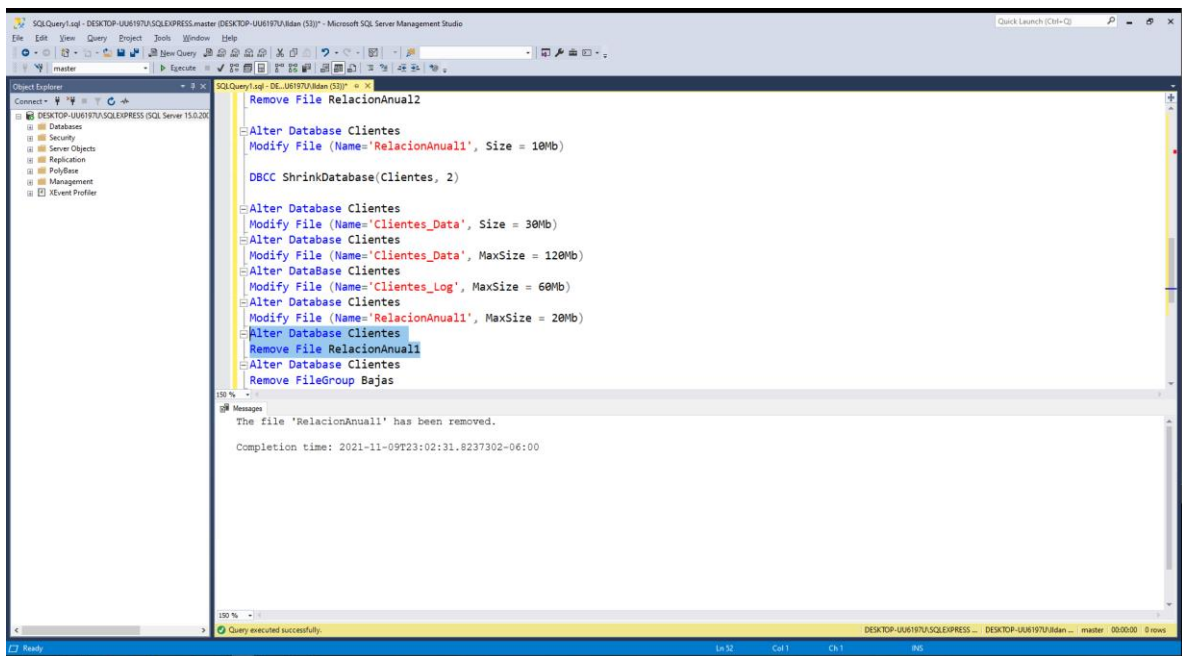 SQLQuery1.sql - DESKTOP-UU6197U\SQLEXPRESS.master (DESKTOP-UU6197U\Ildan (53))* - Microsoft SQL Server Management Studio
Quick Launch (Ctrl+Q)
File Edit View Query Project Tools Window Help
New Query
master
Execute
Object Explorer
SQLQuery1.sql - DE...U6197U\Ildan (53))*
Connect
DESKTOP-UU6197U\SQLEXPRESS (SQL Server 15.0.200
Databases
Security
Server Objects
Replication
PolyBase
Management
XEvent Profiler
Remove File RelacionAnual2
Alter Database Clientes
Modify File (Name='RelacionAnual1', Size = 10Mb)
DBCC ShrinkDatabase(Clientes, 2)
Alter Database Clientes
Modify File (Name='Clientes_Data', Size = 30Mb)
Alter Database Clientes
Modify File (Name='Clientes_Data', MaxSize = 120Mb)
Alter DataBase Clientes
Modify File (Name='Clientes_Log', MaxSize = 60Mb)
Alter Database Clientes
Modify File (Name='RelacionAnual1', MaxSize = 20Mb)
Alter Database Clientes
Remove File RelacionAnual1
Alter Database Clientes
Remove FileGroup Bajas
150 %
Messages
The file 'RelacionAnual1' has been removed.
Completion time: 2021-11-09T23:02:31.8237302-06:00
150 %
Query executed successfully.
DESKTOP-UU6197U\SQLEXPRESS ... DESKTOP-UU6197U\Ildan ... master 00:00:00 0 rows
Ready
Ln 52 Col 1 Ch 1 INS